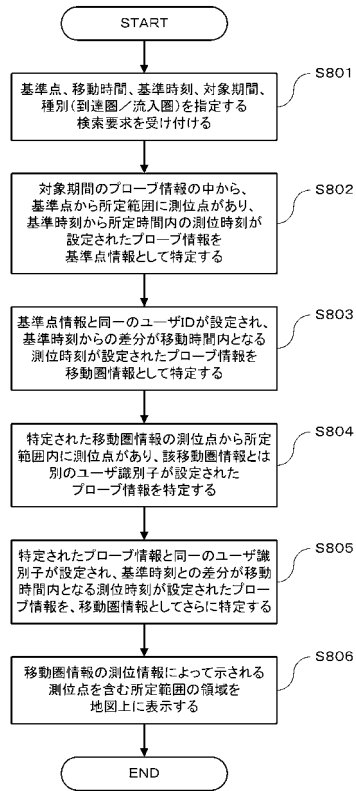 START
S801
基準点、移動時間、基準時刻、対象期間、
種別(到達圏／流入圏)を指定する
検索要求を受け付ける
S802
対象期間のプローブ情報の中から、
基準点から所定範囲に測位点があり、
基準時刻から所定時間内の測位時刻が
設定されたプローブ情報を
基準点情報として特定する
S803
基準点情報と同一のユーザIDが設定され、
基準時刻からの差分が移動時間内となる
測位時刻が設定されたプローブ情報を
移動圏情報として特定する
S804
特定された移動圏情報の測位点から所定
範囲内に測位点があり、該移動圏情報とは
別のユーザ識別子が設定された
プローブ情報を特定する
S805
特定されたプローブ情報と同一のユーザ識
別子が設定され、基準時刻との差分が移動
時間内となる測位時刻が設定されたプロー
ブ情報を、移動圏情報としてさらに特定する
S806
移動圏情報の測位情報によって示される
測位点を含む所定範囲の領域を
地図上に表示する
END